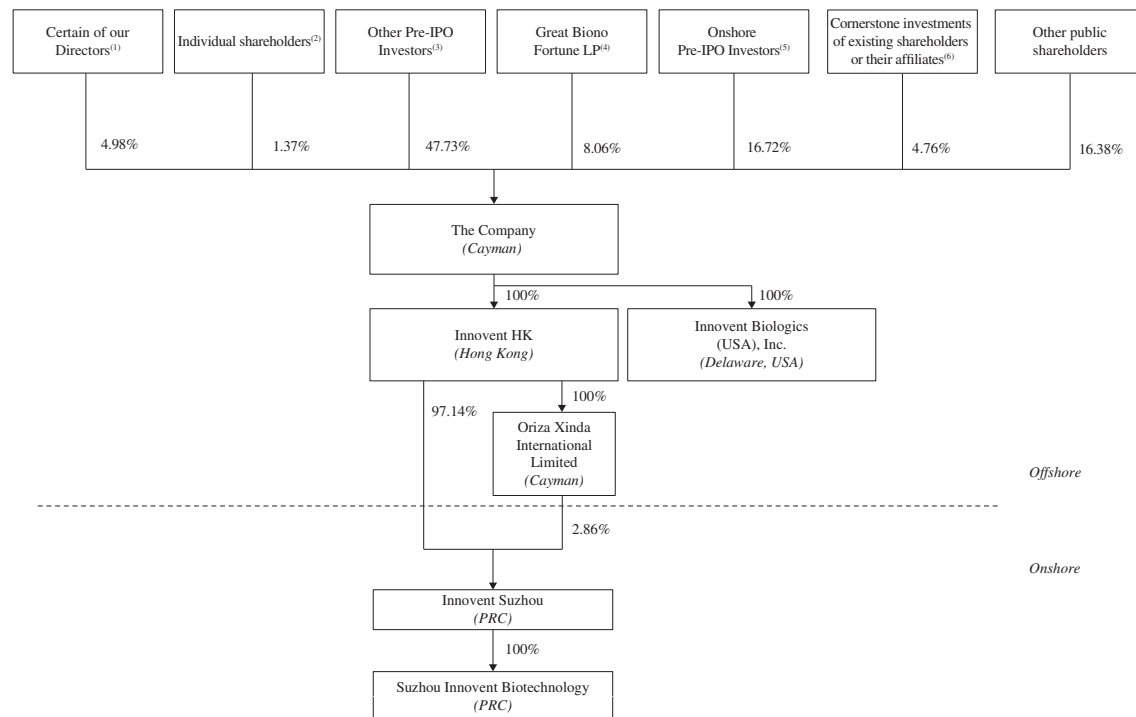 Certain of our
Directors(1)
Individual shareholders(2)
Other Pre-IPO
Investors(3)
Great Biono
Fortune LP(4)
Onshore
Pre-IPO Investors(5)
Cornerstone investments
of existing shareholders
or their affiliates(6)
Other public
shareholders
4.98%
1.37%
47.73%
8.06%
16.72%
4.76%
16.38%
The Company
(Cayman)
100%
100%
Innovent HK
(Hong Kong)
Innovent Biologics
(USA), Inc.
(Delaware, USA)
97.14%
100%
Oriza Xinda
International
Limited
(Cayman)
Offshore
2.86%
Onshore
Innovent Suzhou
(PRC)
100%
Suzhou Innovent Biotechnology
(PRC)